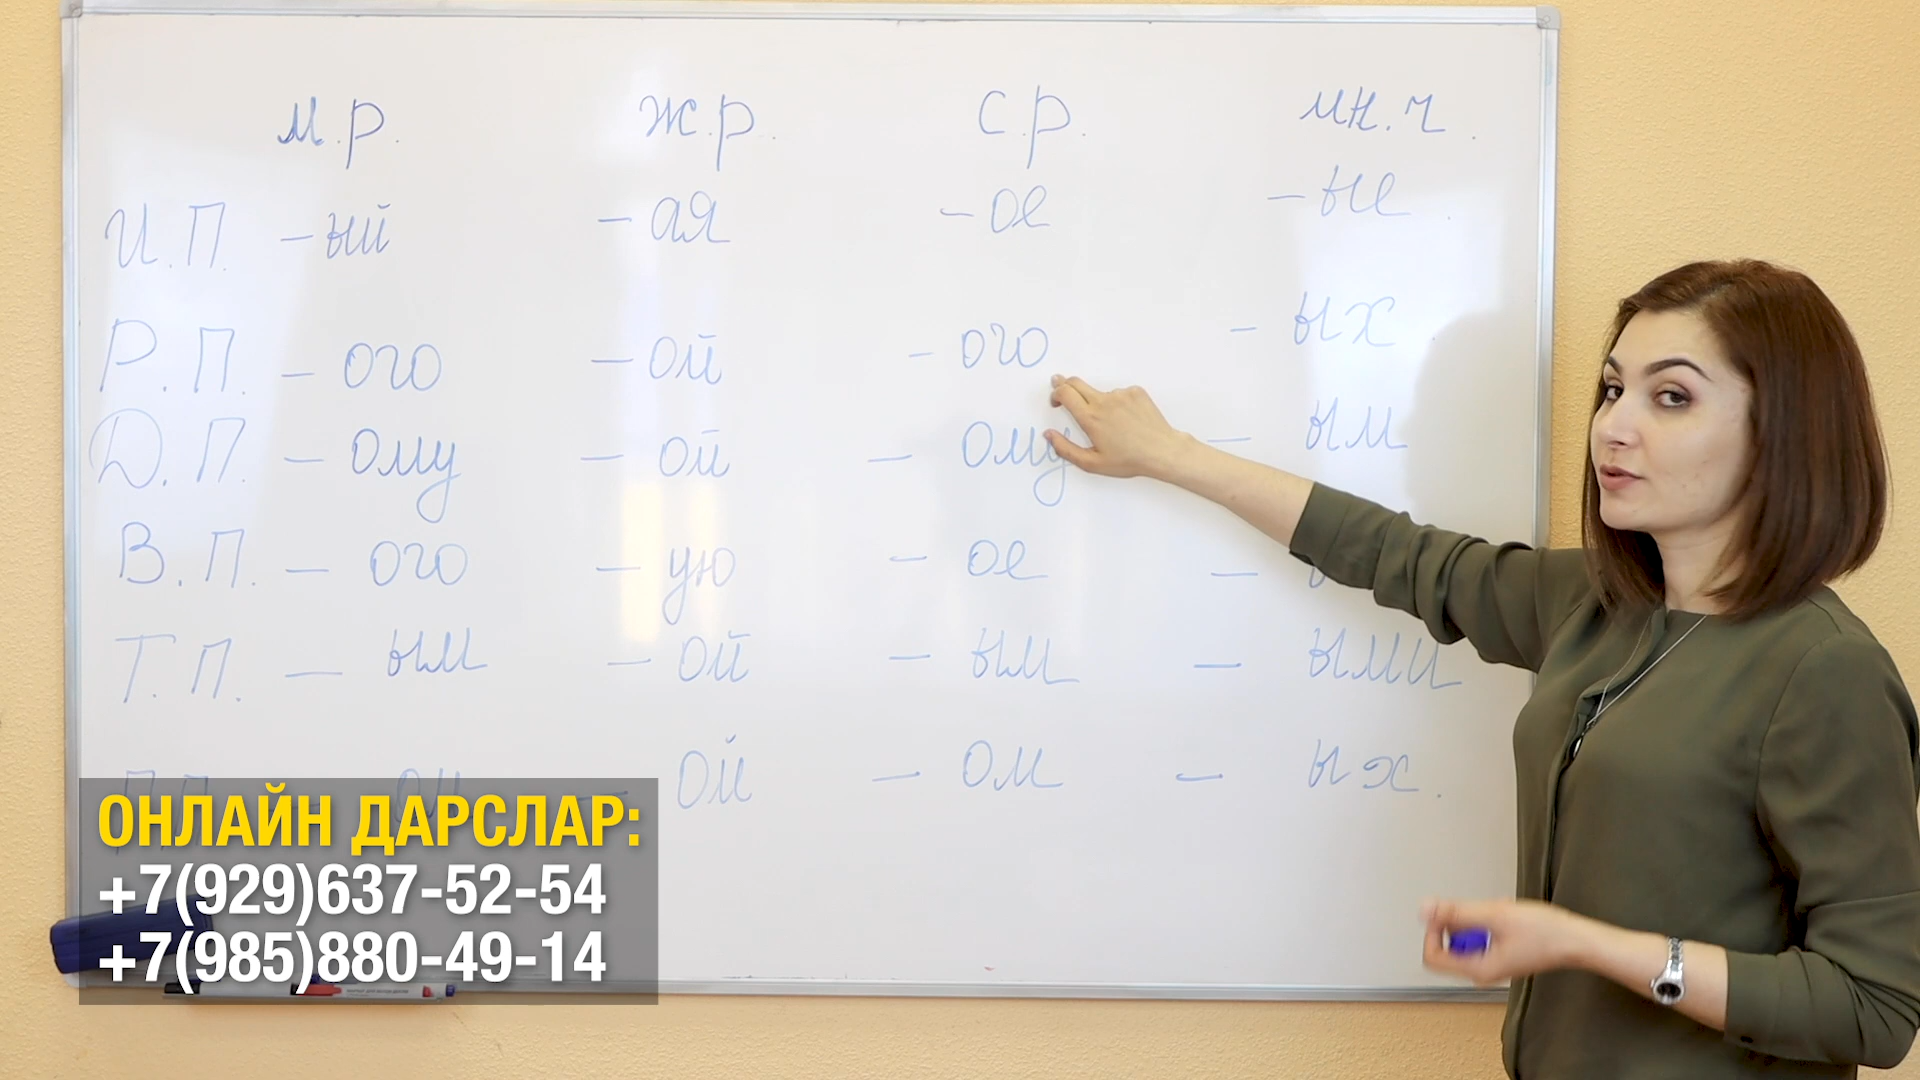 м.р. ж.р. с.р. мн.ч.
И.П. -ый -ая -ое -ые
Р.П. - ого - ой - ого - ых
Д.П. - ому - ой - ому - ым
В.П. - ого - ую - ое -
Т.П. - ым - ой - ым - ыми
П.П. - ом - ой - ом - ых.
ОНЛАЙН ДАРСЛАР:
+7(929)637-52-54
+7(985)880-49-14